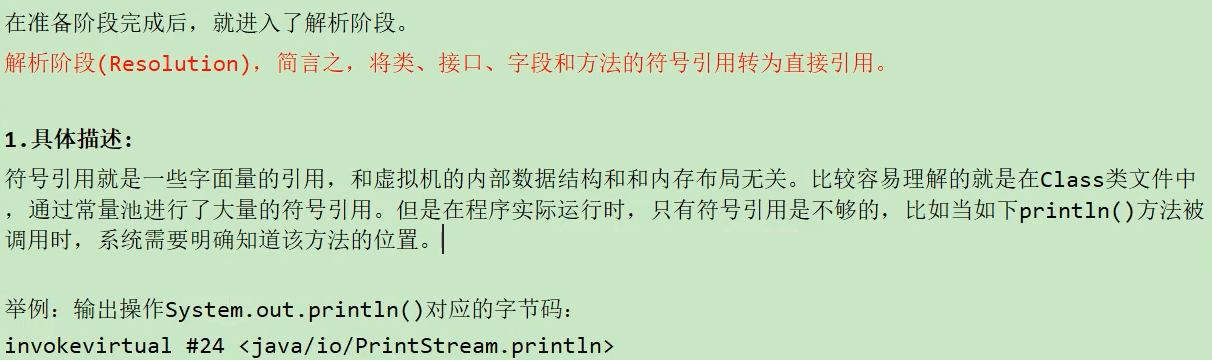 在准备阶段完成后，就进入了解析阶段。
解析阶段(Resolution)，简言之，将类、接口、字段和方法的符号引用转为直接引用。
1.具体描述：
符号引用就是一些字面量的引用，和虚拟机的内部数据结构和和内存布局无关。比较容易理解的就是在Class类文件中
，通过常量池进行了大量的符号引用。但是在程序实际运行时，只有符号引用是不够的，比如当如下println()方法被
调用时，系统需要明确知道该方法的位置。
举例：输出操作System.out.println()对应的字节码：
invokevirtual #24 <java/io/PrintStream.println>